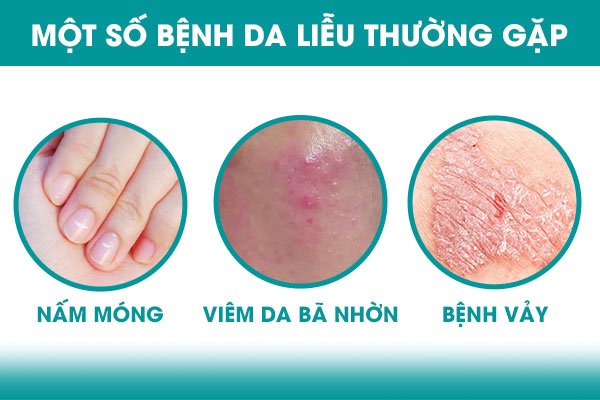 MỘT SỐ BỆNH DA LIỄU THƯỜNG GẶP
NẤM MÓNG
VIÊM DA BÃ NHỜN
BỆNH VẢY